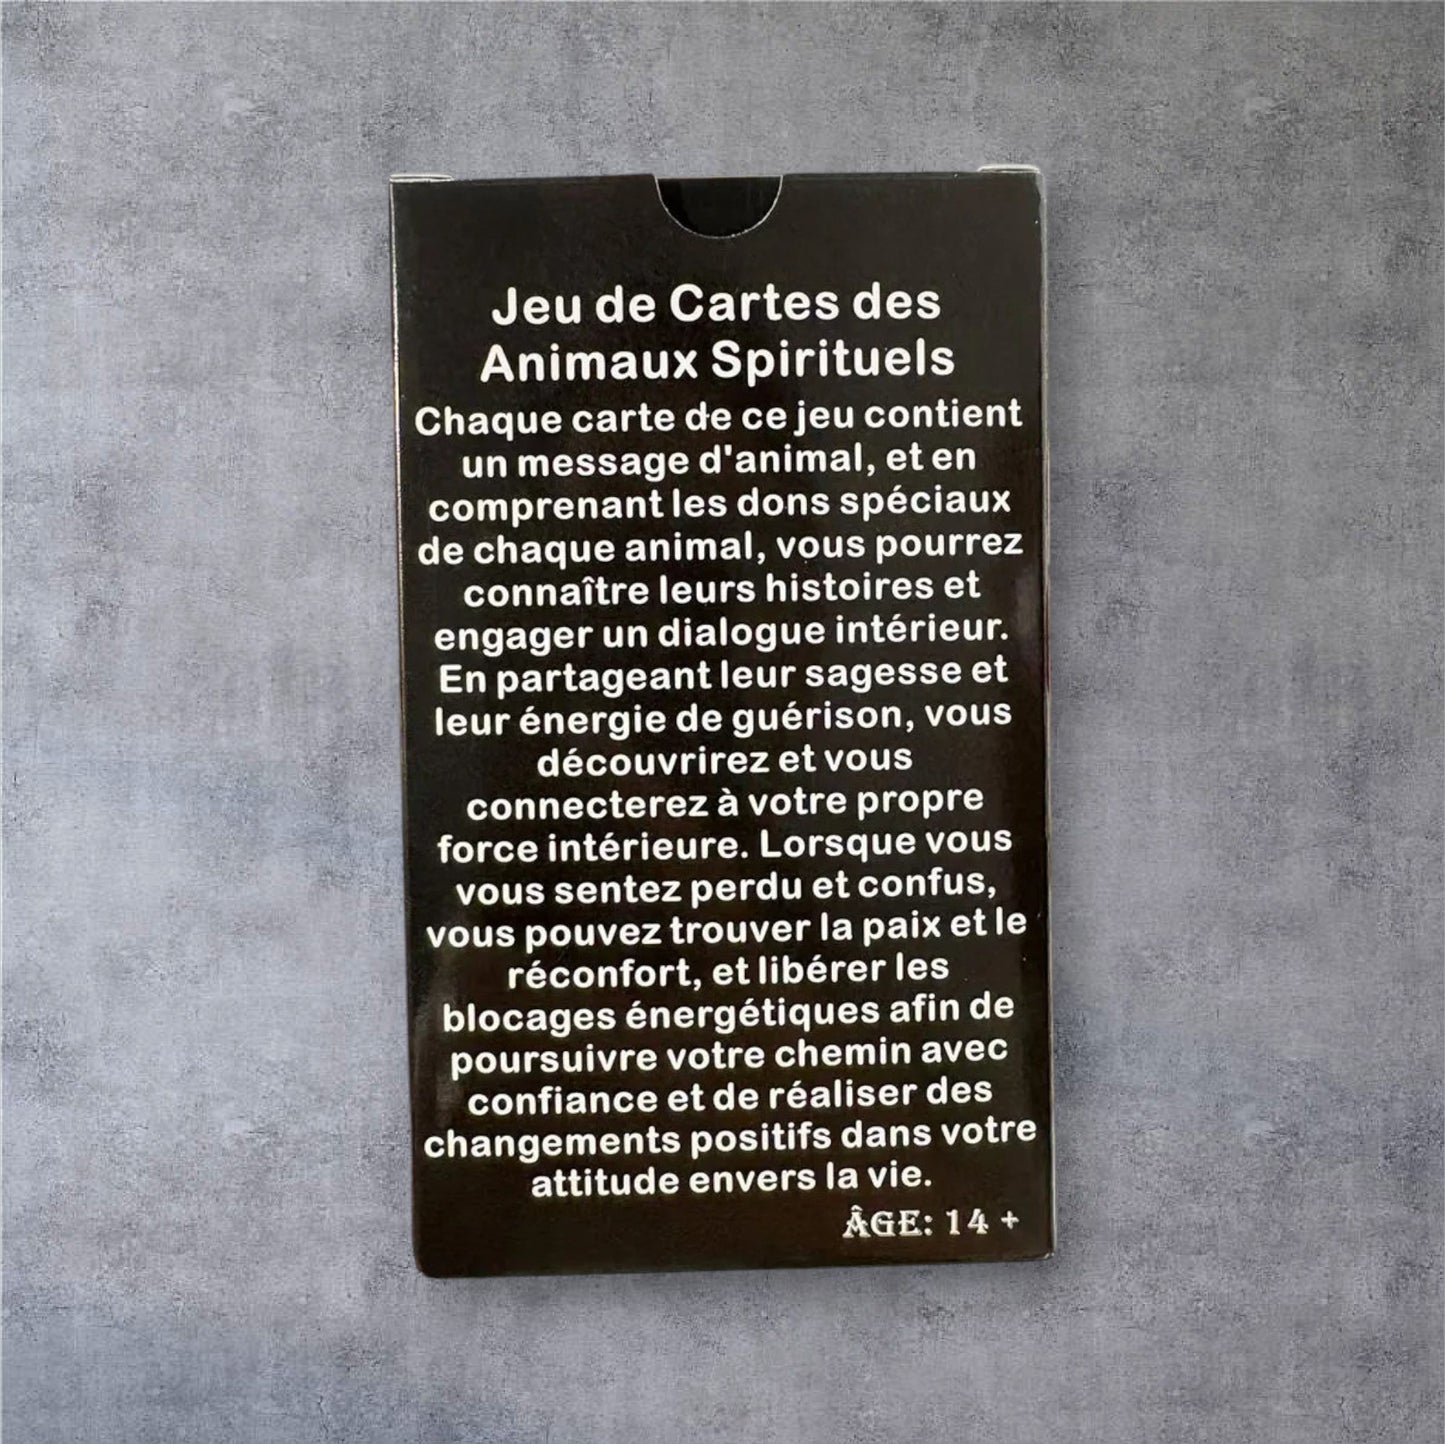 Jeu de Cartes des
Animaux Spirituels
Chaque carte de ce jeu contient
un message d'animal, et en
comprenant les dons spéciaux
de chaque animal, vous pourrez
connaître leurs histoires et
engager un dialogue intérieur.
En partageant leur sagesse et
leur énergie de guérison, vous
découvrirez et vous
connecterez à votre propre
force intérieure. Lorsque vous
vous sentez perdu et confus,
vous pouvez trouver la paix et le
réconfort, et libérer les
blocages énergétiques afin de
poursuivre votre chemin avec
confiance et de réaliser des
changements positifs dans votre
attitude envers la vie.
ÂGE: 14 +